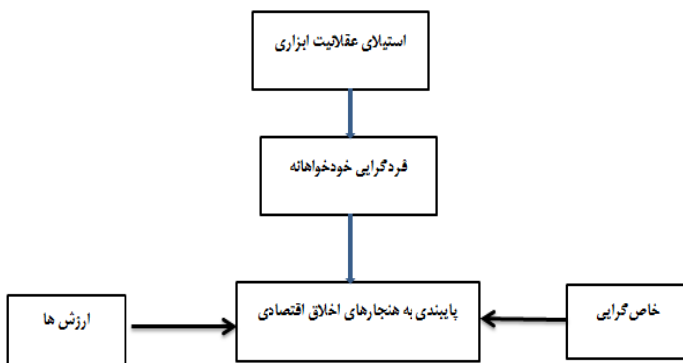 استیلای عقلانیت ابزاری
فردگرایی خودخواهانه
پایبندی به هنجارهای اخلاق اقتصادی
خاص گرایی
ارزش ها